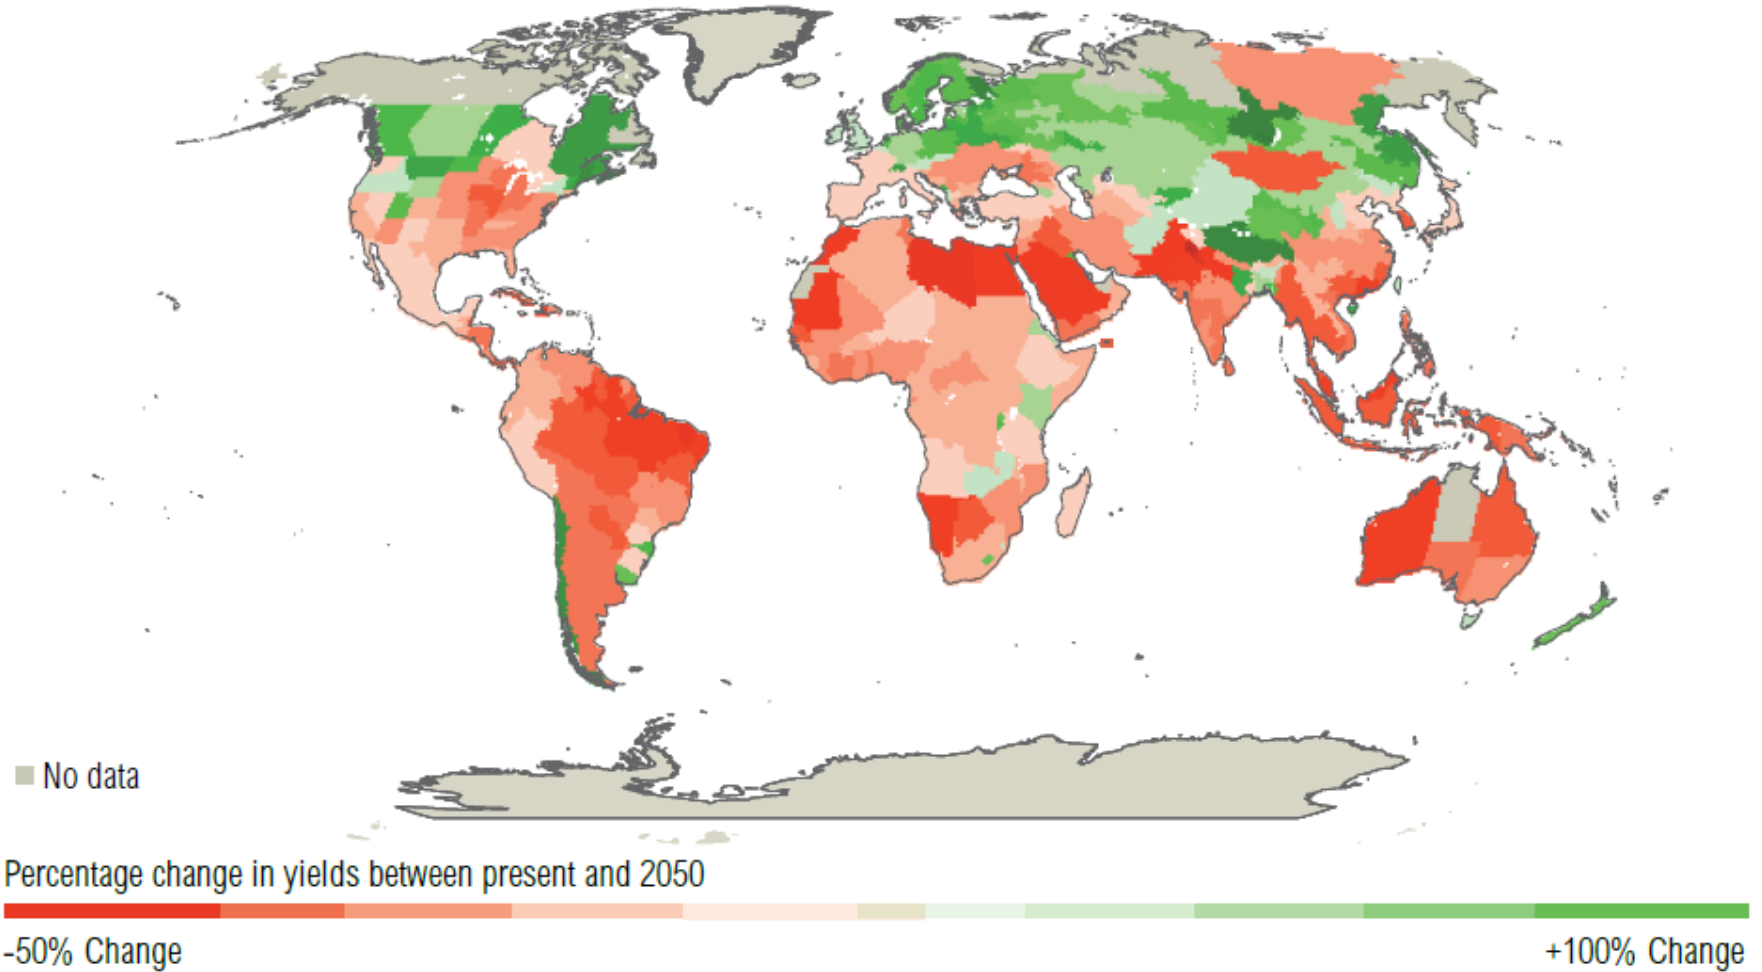 No data
Percentage change in yields between present and 2050
-50% Change
+100% Change